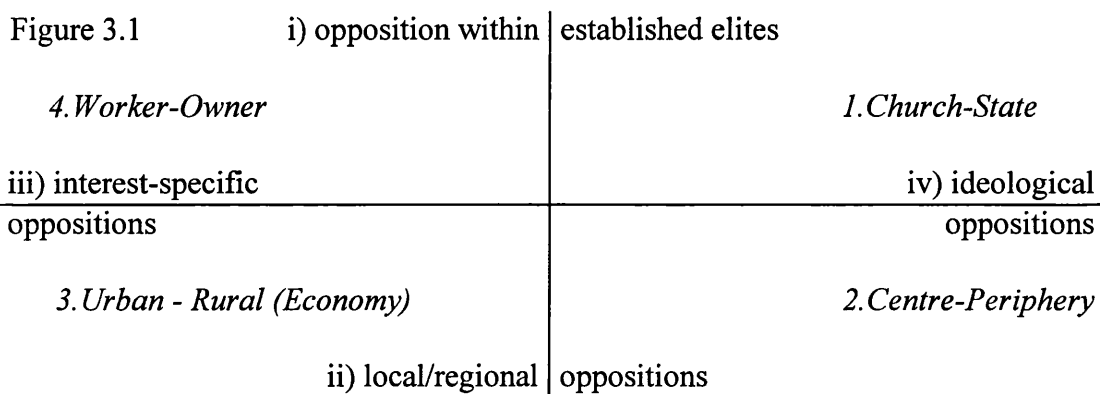 Figure 3.1 i) opposition within established elites
4.Worker-Owner 1.Church-State
iii) interest-specific iv) ideological
oppositions oppositions
3.Urban - Rural (Economy) 2.Centre-Periphery
ii) local/regional oppositions